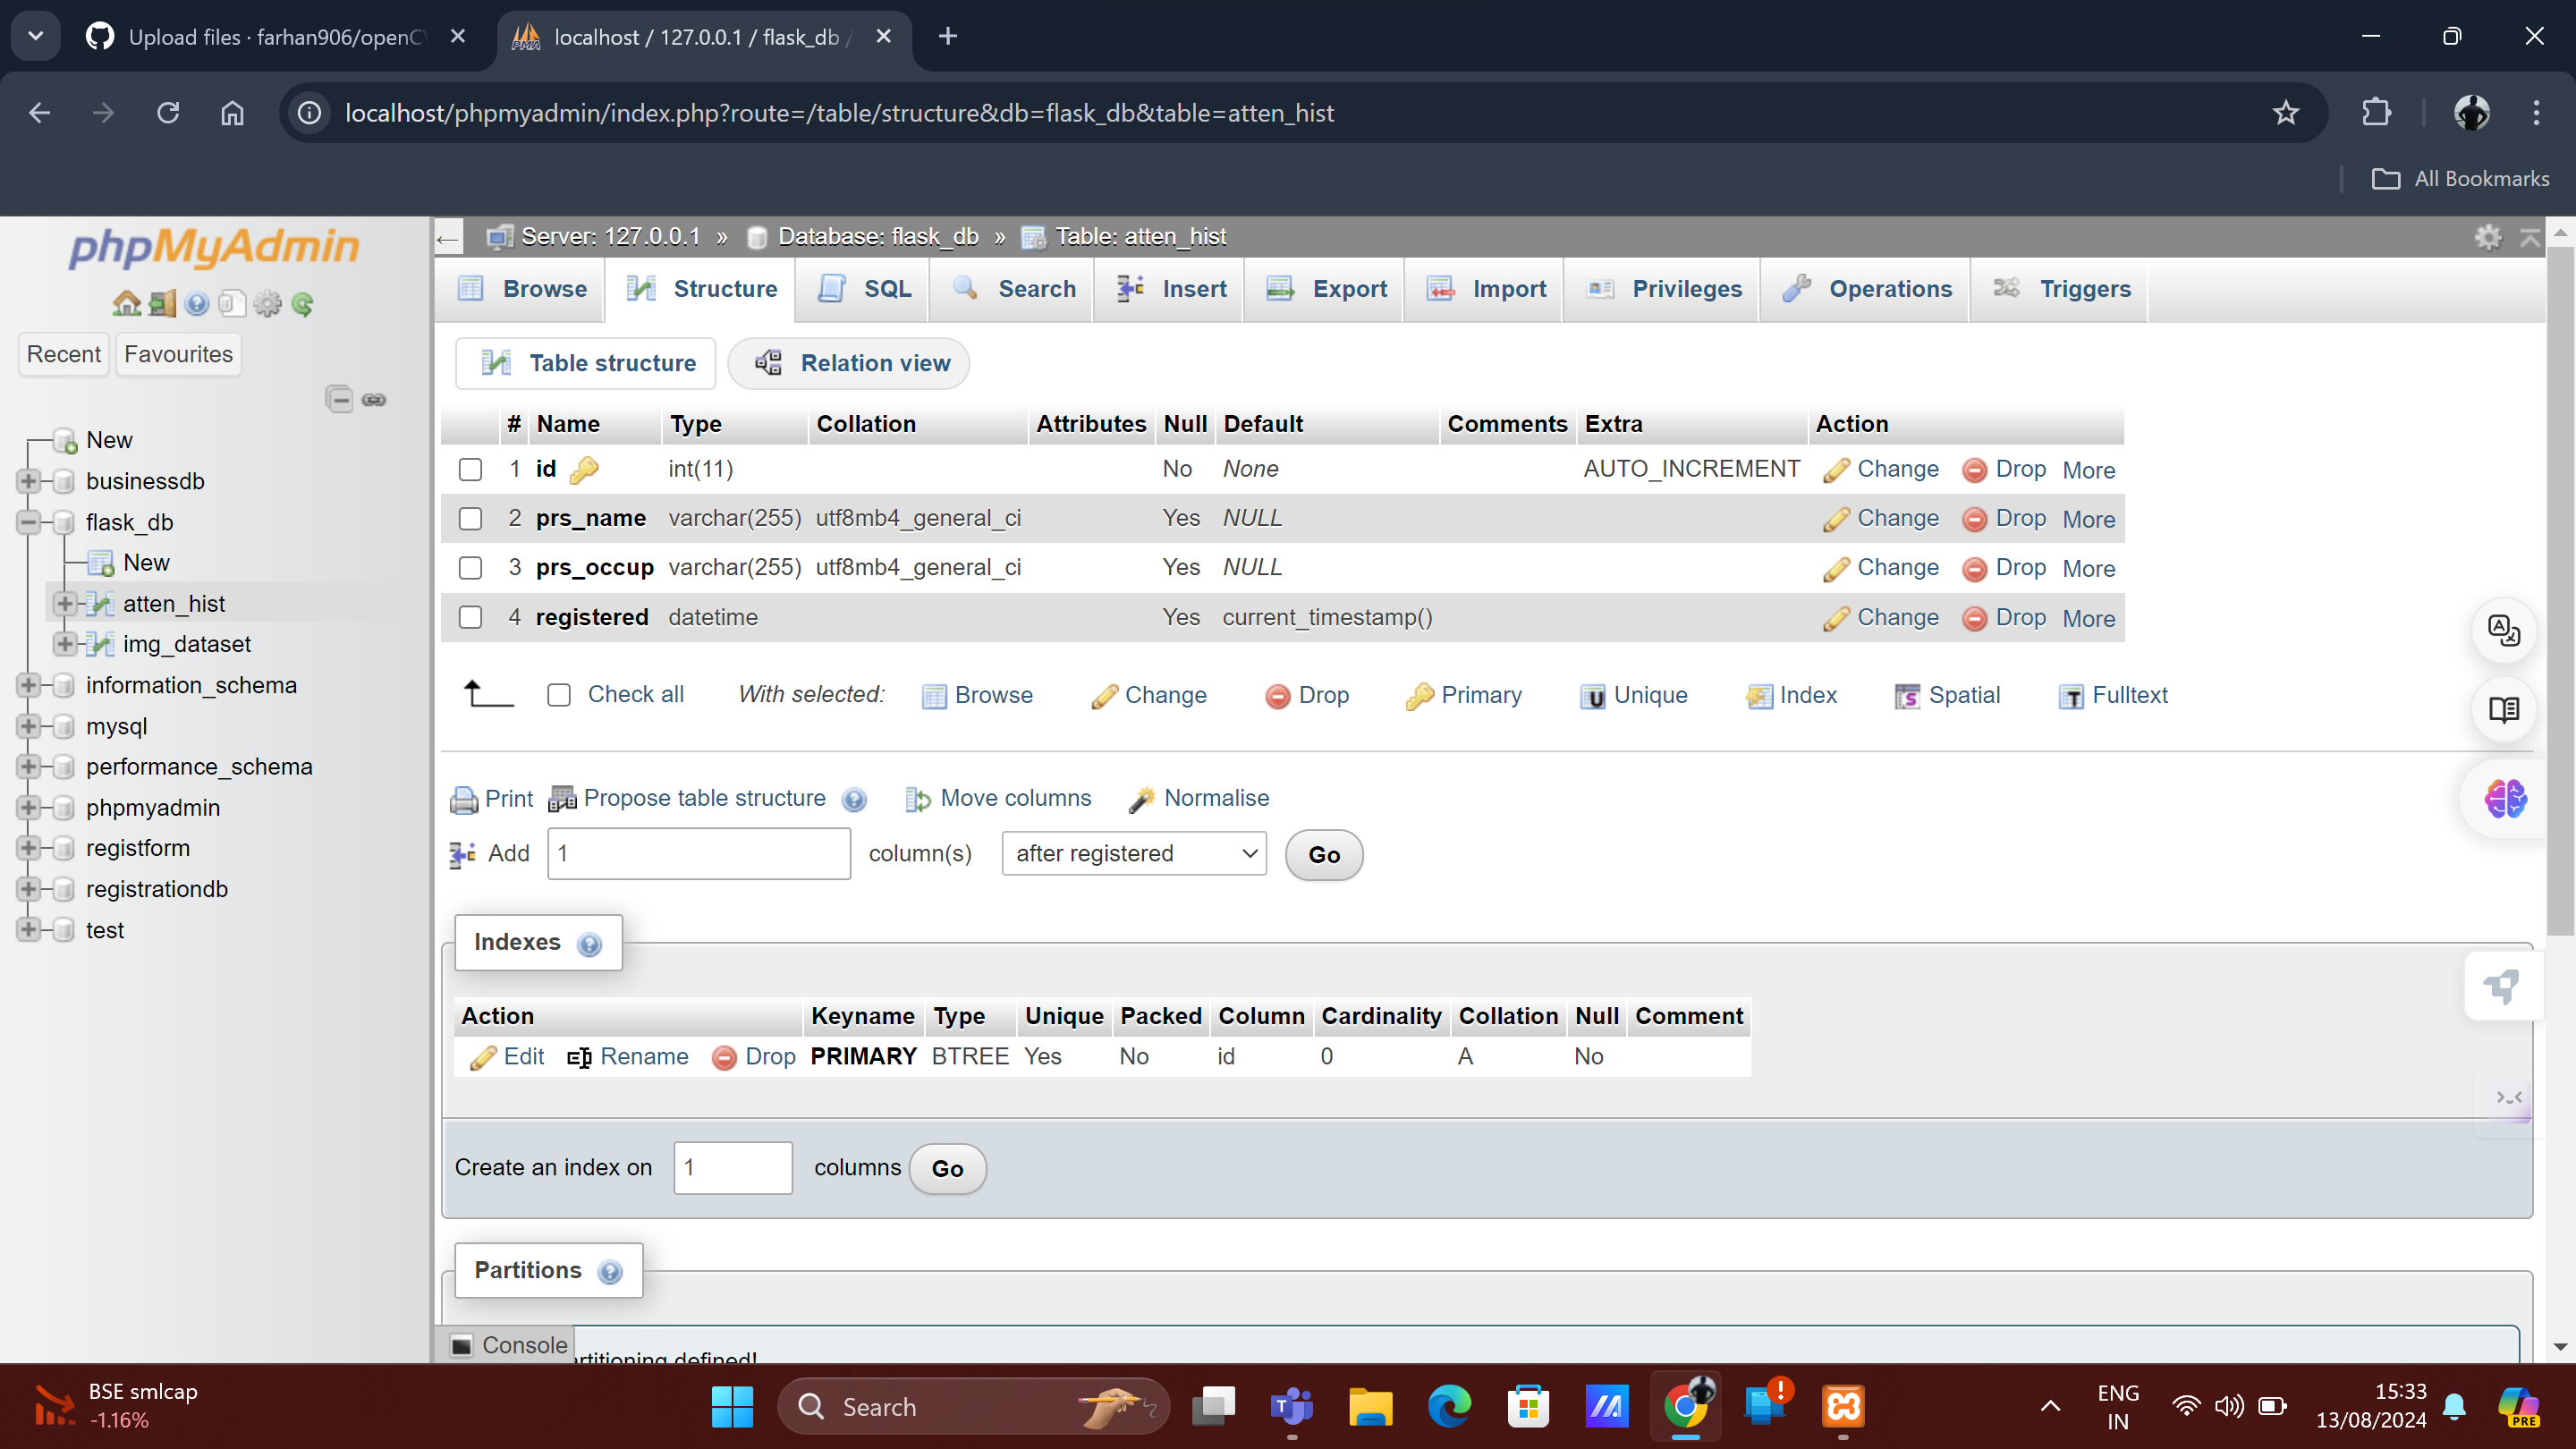 Upload files · farhan906/openC
localhost / 127.0.0.1 / flask_db /
localhost/phpmyadmin/index.php?route=/table/structure&db=flask_db&table=atten_hist
All Bookmarks
phpMyAdmin
Recent Favourites
New
businessdb
flask_db
New
atten_hist
img_dataset
information_schema
mysql
performance_schema
phpmyadmin
registform
registrationdb
test
Server: 127.0.0.1 » Database: flask_db » Table: atten_hist
Browse Structure SQL Search Insert Export Import Privileges Operations Triggers
Table structure Relation view
# Name Type Collation Attributes Null Default Comments Extra Action
1 id int(11) No None AUTO_INCREMENT Change Drop More
2 prs_name varchar(255) utf8mb4_general_ci Yes NULL Change Drop More
3 prs_occup varchar(255) utf8mb4_general_ci Yes NULL Change Drop More
4 registered datetime Yes current_timestamp() Change Drop More
Check all With selected: Browse Change Drop Primary Unique Index Spatial Fulltext
Print Propose table structure Move columns Normalise
Add 1 column(s) after registered Go
Indexes
Action Keyname Type Unique Packed Column Cardinality Collation Null Comment
Edit Rename Drop PRIMARY BTREE Yes No id 0 A No
Create an index on 1 columns Go
Partitions
Console
defined!
BSE smlcap
-1.16%
Search
ENG
IN
15:33
13/08/2024
PRE